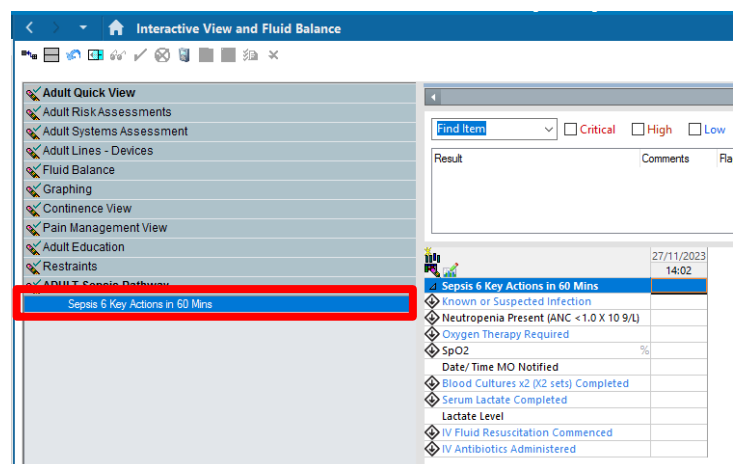 Interactive View and Fluid Balance
Adult Quick View
Adult Risk Assessments
Adult Systems Assessment
Adult Lines - Devices
Fluid Balance
Graphing
Continence View
Pain Management View
Adult Education
Restraints
ADULT Sepsis Pathway
Sepsis 6 Key Actions in 60 Mins
Find Item Critical High Low
Result Comments Fla
27/11/2023
14:02
Sepsis 6 Key Actions in 60 Mins
Known or Suspected Infection
Neutropenia Present (ANC <1.0 X 10 9/L)
Oxygen Therapy Required
SpO2 %
Date/Time MO Notified
Blood Cultures x2 (X2 sets) Completed
Serum Lactate Completed
Lactate Level
IV Fluid Resuscitation Commenced
IV Antibiotics Administered